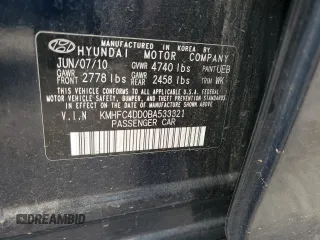 MANUFACTURED IN KOREA BY
HYUNDAI MOTOR COMPANY
JUN/07/10 GVWR 4740 lbs PAINT UEB
GAWR FRONT 2778 lbs GAWR REAR 2458 lbs TRIM WK
THIS VEHICLE CONFORMS TO ALL APPLICABLE
FEDERAL MOTOR VEHICLE SAFETY, BUMPER, AND
THEFT PREVENTION STANDARDS IN EFFECT ON THE
DATE OF MANUFACTURE SHOWN ABOVE.
V.I.N KMHFC4DD0BA533321
PASSENGER CAR
DREAMBID